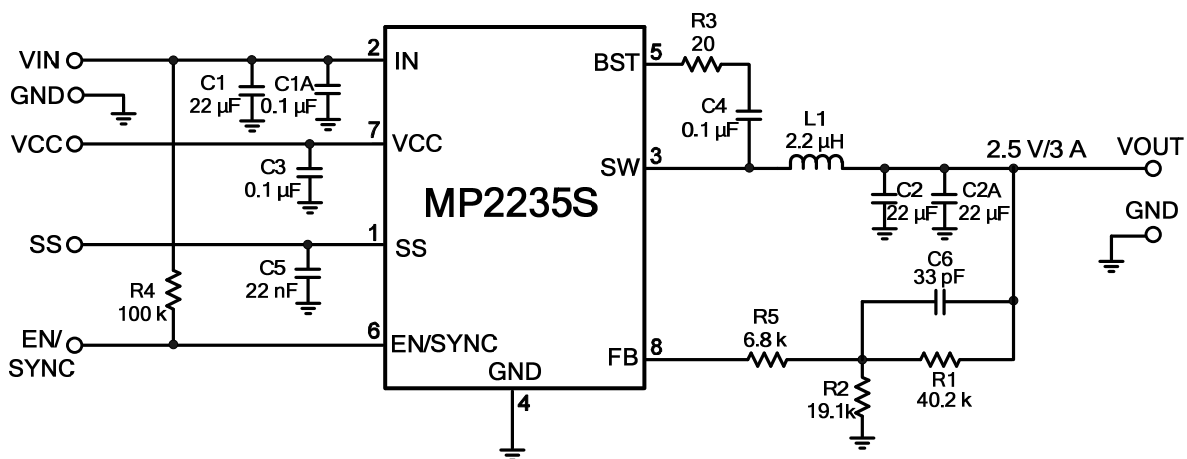 VIN
GND
VCC
SS
EN/
SYNC
R4
100 k
C1
22 µF
C1A
0.1 µF
C3
0.1 µF
C5
22 nF
2
7
1
6
IN
VCC
SS
EN/SYNC
GND
4
MP2235S
BST
SW
FB
5
3
8
R3
20
C4
0.1 µF
L1
2.2 µH
2.5 V/3 A
VOUT
GND
C2
22 µF
C2A
22 µF
C6
33 pF
R5
6.8 k
R2
19.1k
R1
40.2 k